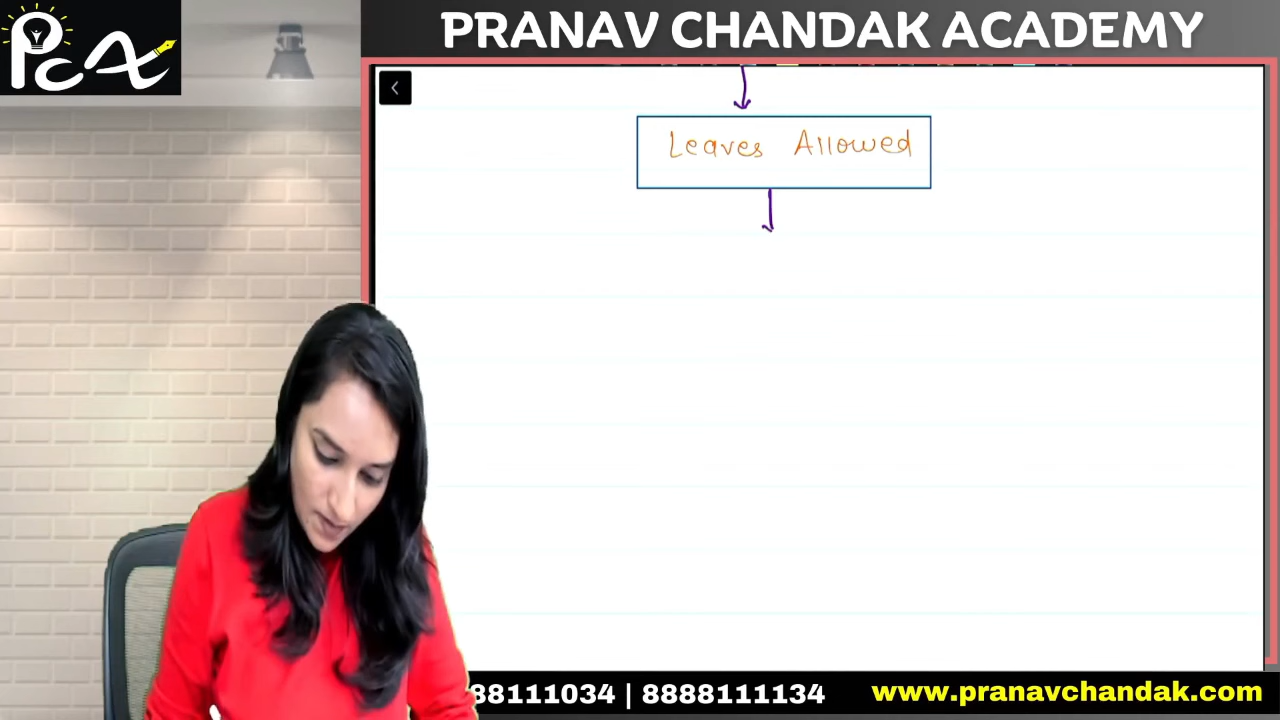 PCA
PRANAV CHANDAK ACADEMY
Leaves Allowed
88111034 | 8888111134
www.pranavchandak.com